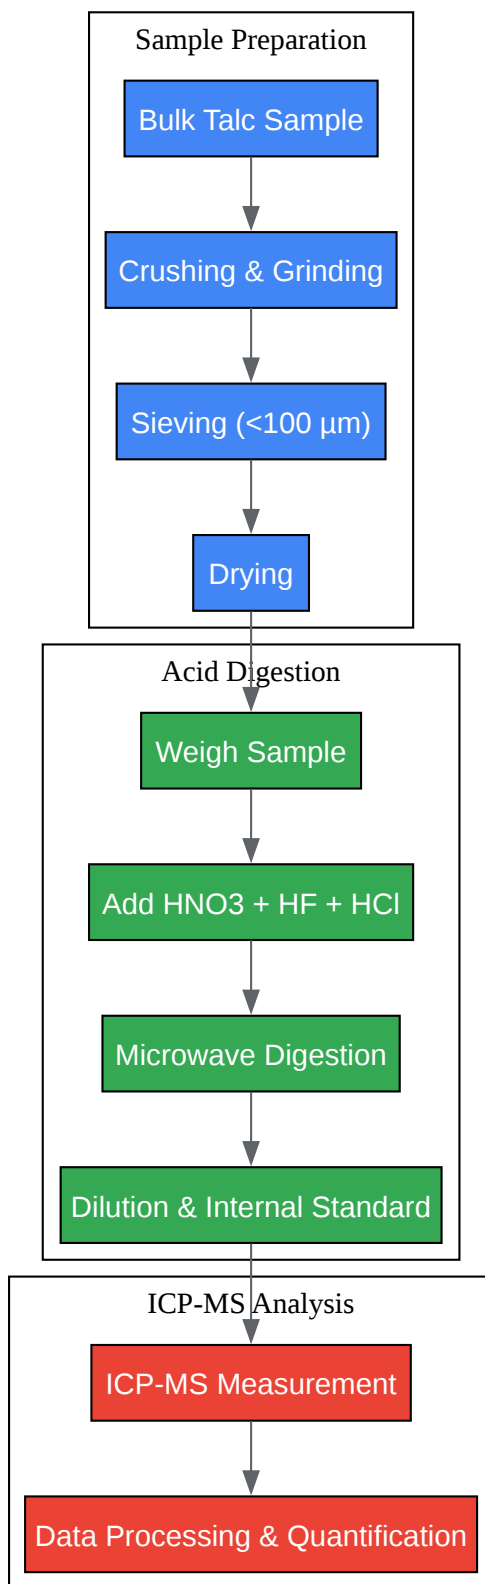 Sample Preparation
Bulk Talc Sample
Crushing & Grinding
Sieving (<100 µm)
Drying
Acid Digestion
Weigh Sample
Add HNO3 + HF + HCl
Microwave Digestion
Dilution & Internal Standard
ICP-MS Analysis
ICP-MS Measurement
Data Processing & Quantification